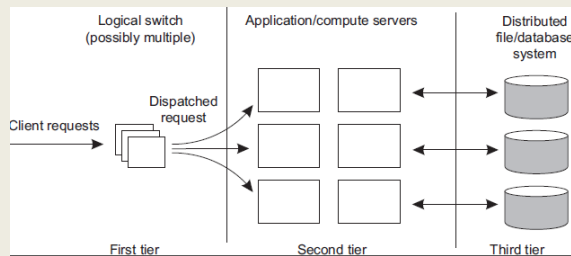 Logical switch
(possibly multiple)
Application/compute servers
Distributed
file/database
system
Client requests
Dispatched
request
First tier
Second tier
Third tier